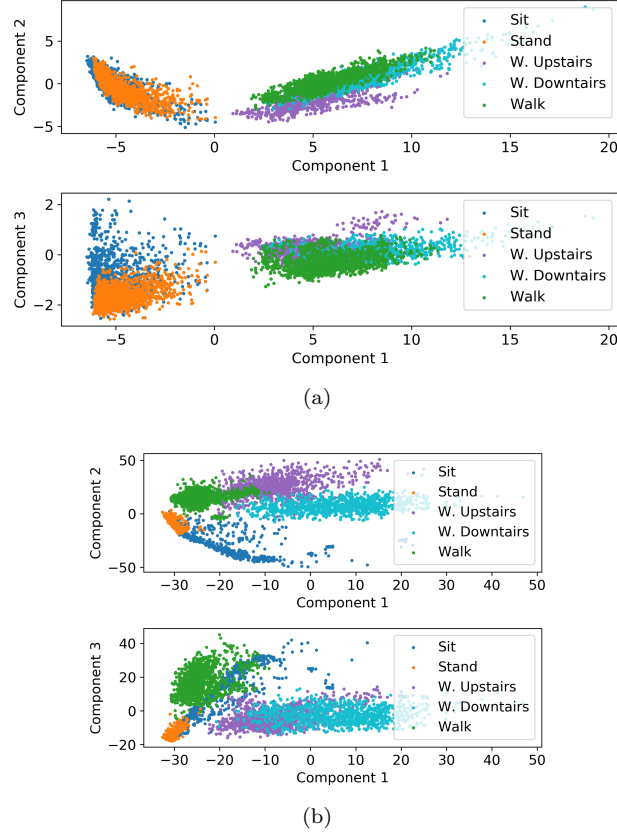 Component 2
5
0
−5
Sit
Stand
W. Upstairs
W. Downtairs
Walk
−5 0 5 10 15 20
Component 1
Component 3
2
0
−2
Sit
Stand
W. Upstairs
W. Downtairs
Walk
−5 0 5 10 15 20
Component 1
(a)
Component 2
50
0
−50
Sit
Stand
W. Upstairs
W. Downtairs
Walk
−30 −20 −10 0 10 20 30 40 50
Component 1
Component 3
40
20
0
−20
Sit
Stand
W. Upstairs
W. Downtairs
Walk
−30 −20 −10 0 10 20 30 40 50
Component 1
(b)